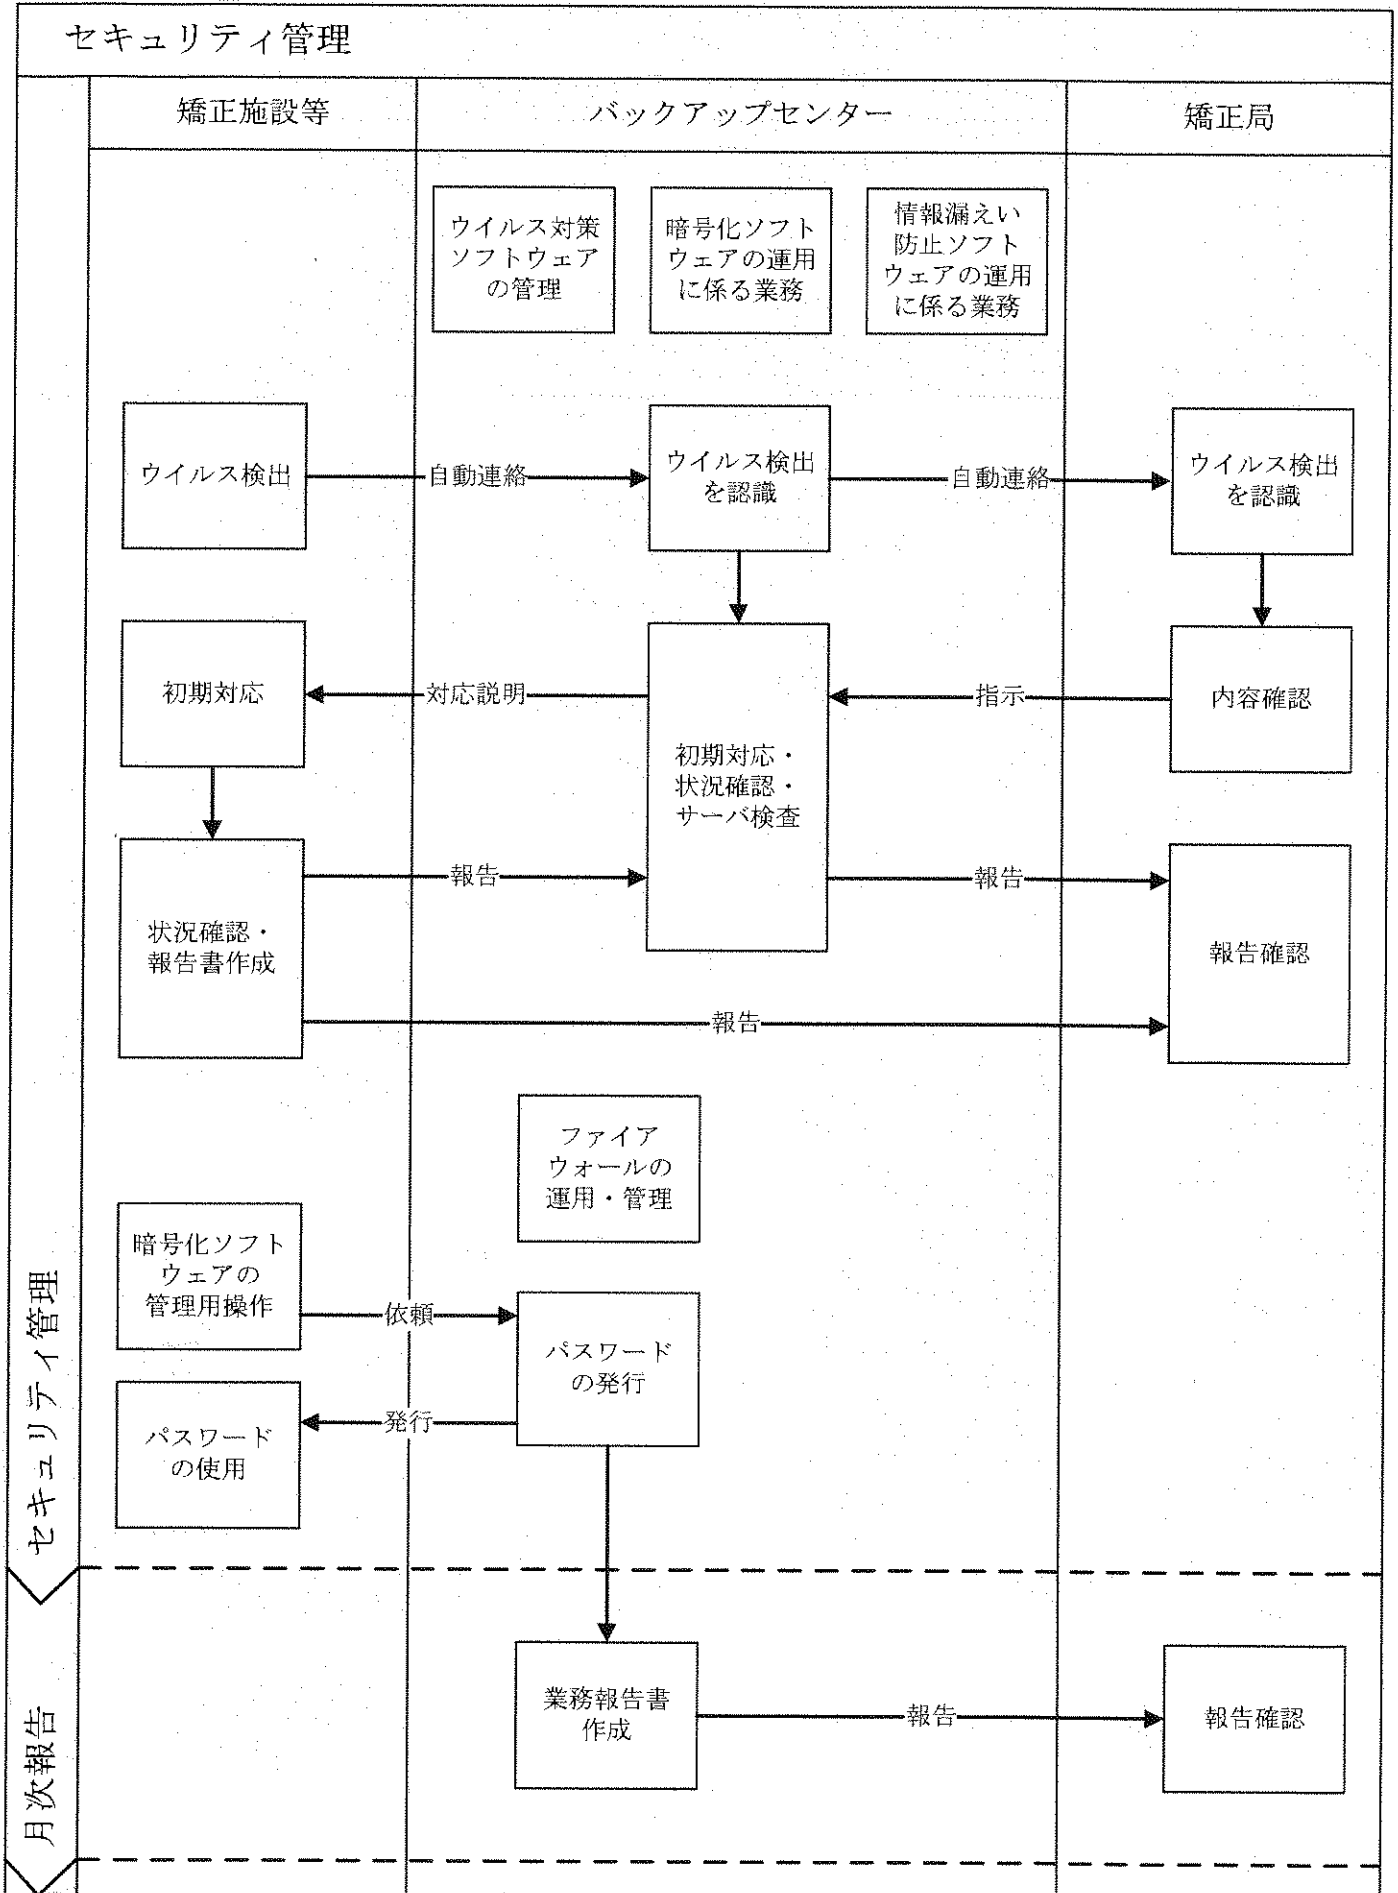 セキュリティ管理
矯正施設等
バックアップセンター
矯正局
ウイルス対策
ソフトウェア
の管理
暗号化ソフト
ウェアの運用
に係る業務
情報漏えい
防止ソフト
ウェアの運用
に係る業務
ウイルス検出
自動連絡
ウイルス検出
を認識
自動連絡
ウイルス検出
を認識
初期対応
対応説明
初期対応・
状況確認・
サーバ検査
指示
内容確認
状況確認・
報告書作成
報告
報告
報告確認
報告
ファイア
ウォールの
運用・管理
暗号化ソフト
ウェアの
管理用操作
依頼
パスワード
の発行
発行
パスワード
の使用
セキュリティ管理
業務報告書
作成
報告
報告確認
月次報告